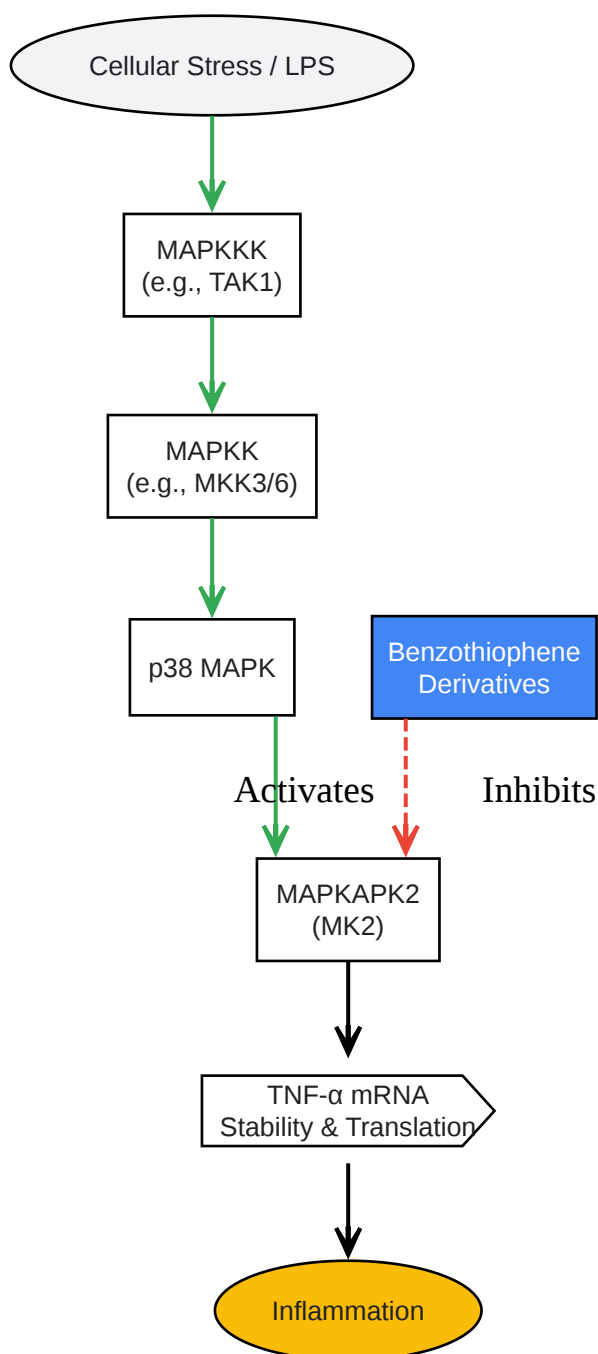 Cellular Stress / LPS
MAPKKK
(e.g., TAK1)
MAPKK
(e.g., MKK3/6)
p38 MAPK
Benzothiophene
Derivatives
Activates
Inhibits
MAPKAPK2
(MK2)
TNF-α mRNA
Stability & Translation
Inflammation